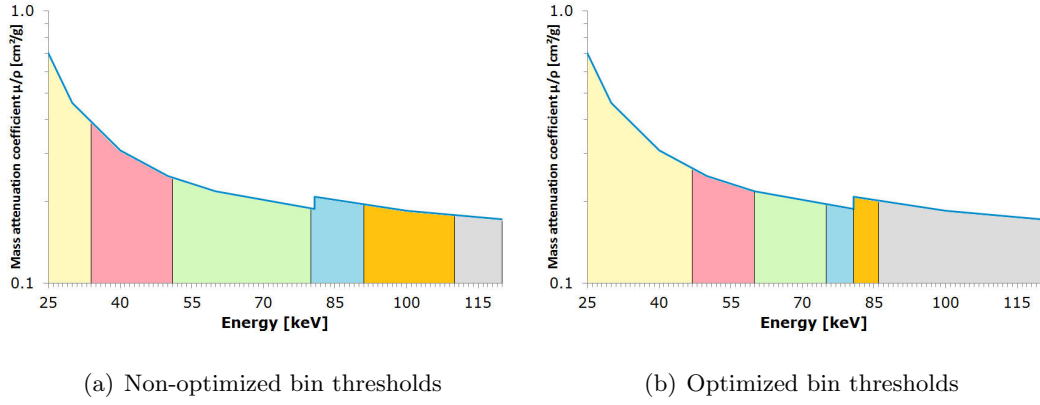 Mass attenuation coefficient μ/ρ [cm²/g]
1.0
0.1
25 40 55 70 85 100 115
Energy [keV]
(a) Non-optimized bin thresholds
Mass attenuation coefficient μ/ρ [cm²/g]
1.0
0.1
25 40 55 70 85 100 115
Energy [keV]
(b) Optimized bin thresholds